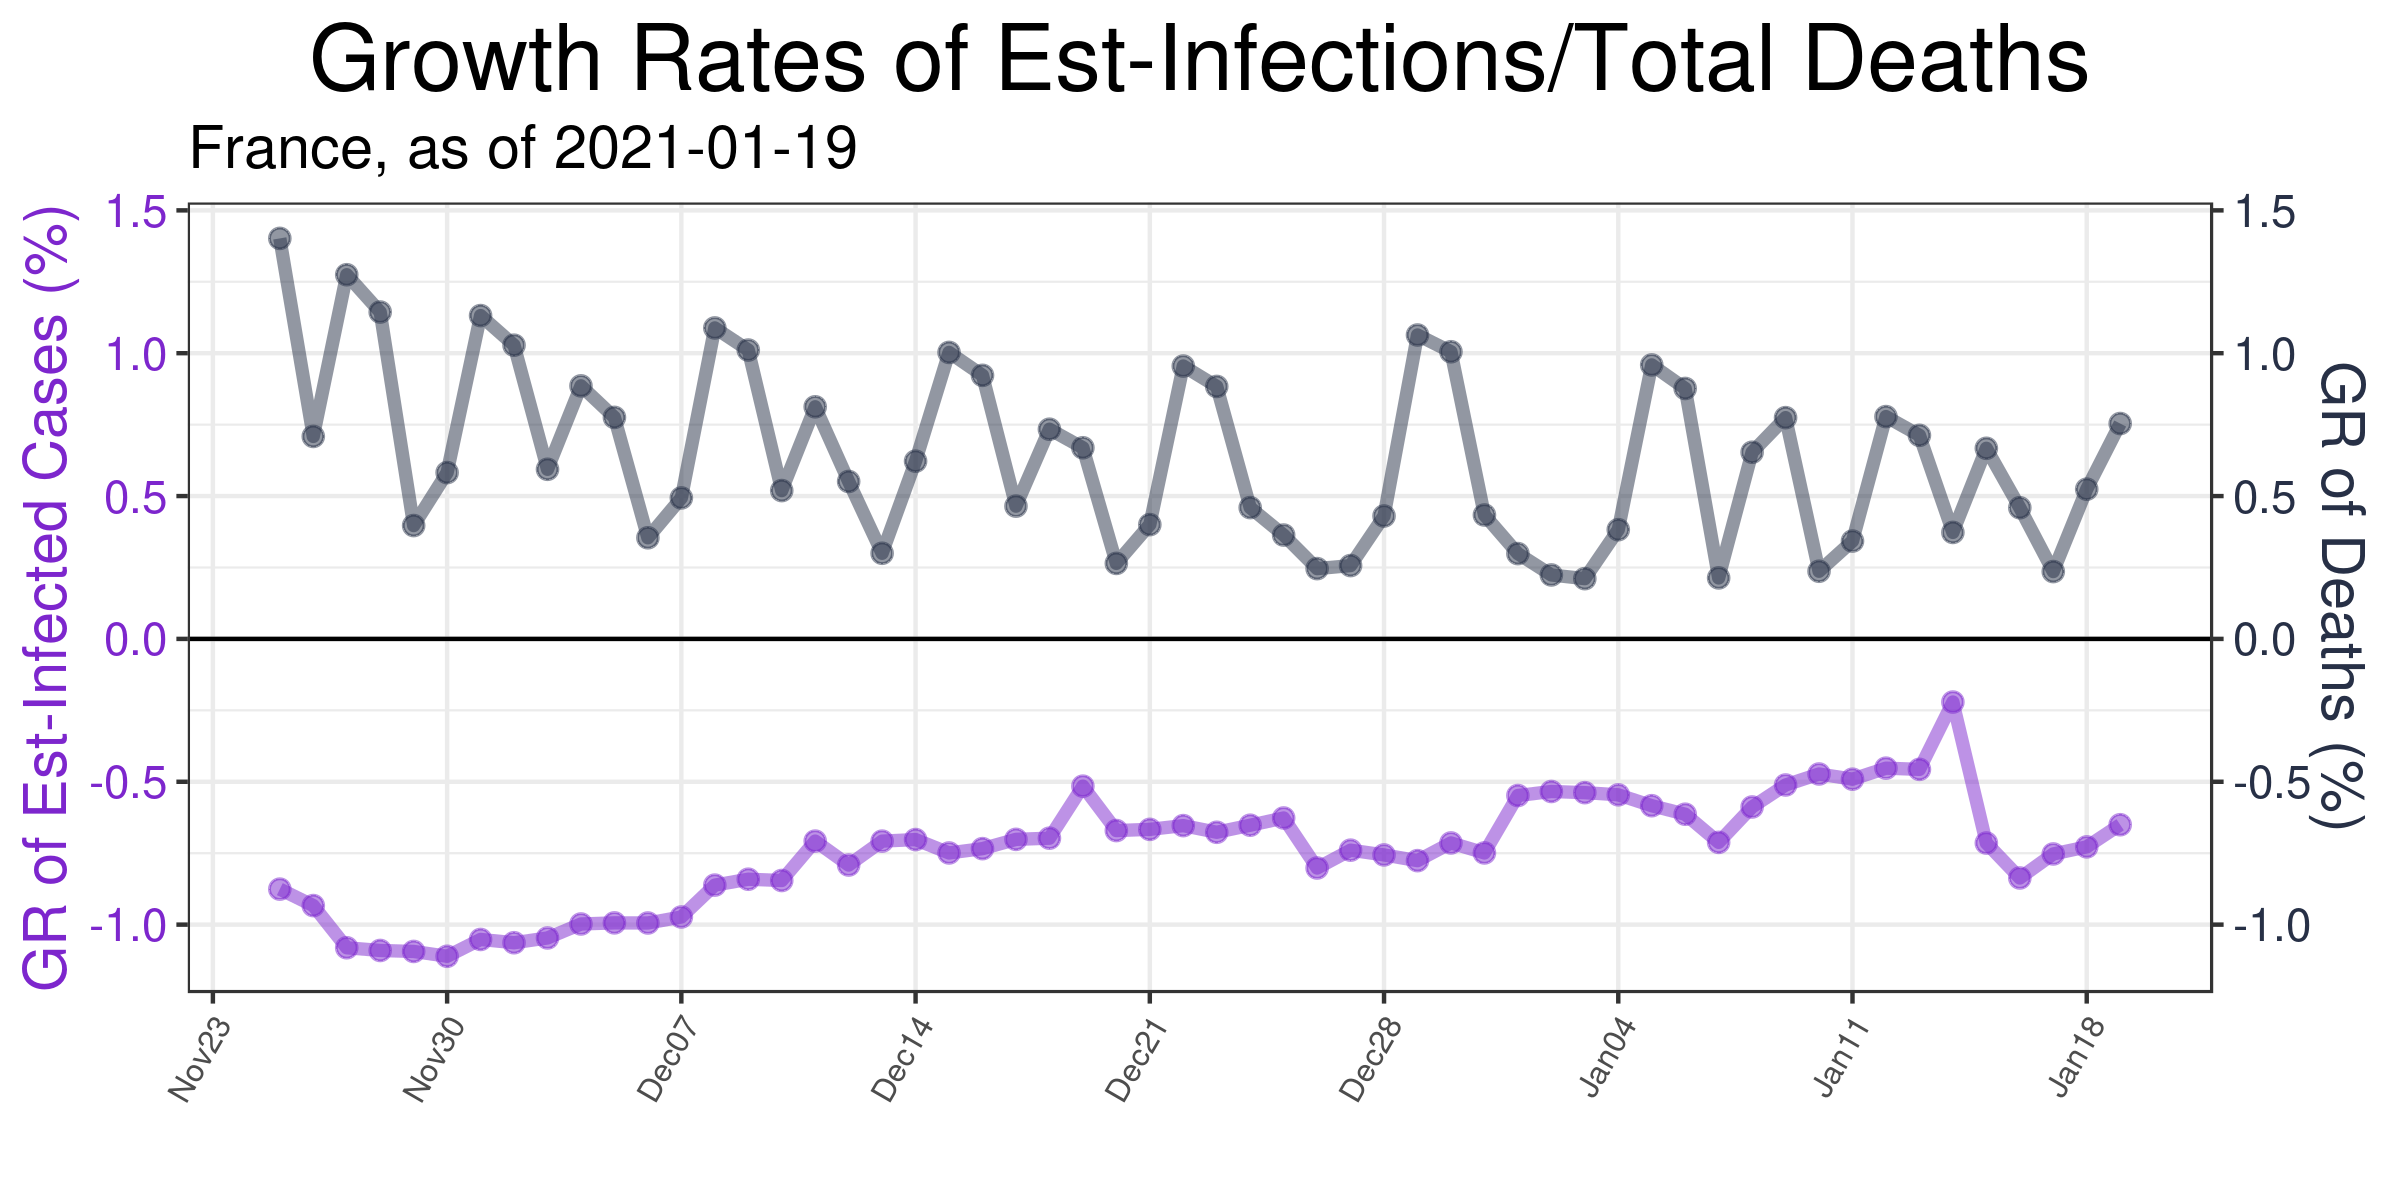 Growth Rates of Est-Infections/Total Deaths
France, as of 2021-01-19
GR of Est-Infected Cases (%)
1.5
1.0
0.5
0.0
-0.5
-1.0
1.5
1.0
0.5
0.0
-0.5
-1.0
GR of Deaths (%)
Nov23
Nov30
Dec07
Dec14
Dec21
Dec28
Jan04
Jan11
Jan18